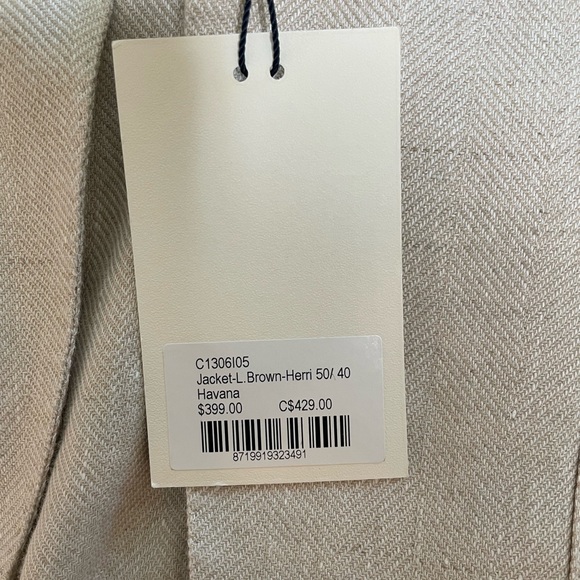 C1306I05
Jacket-L.Brown-Herri 50/ 40
Havana
$399.00 C$429.00
8719919323491